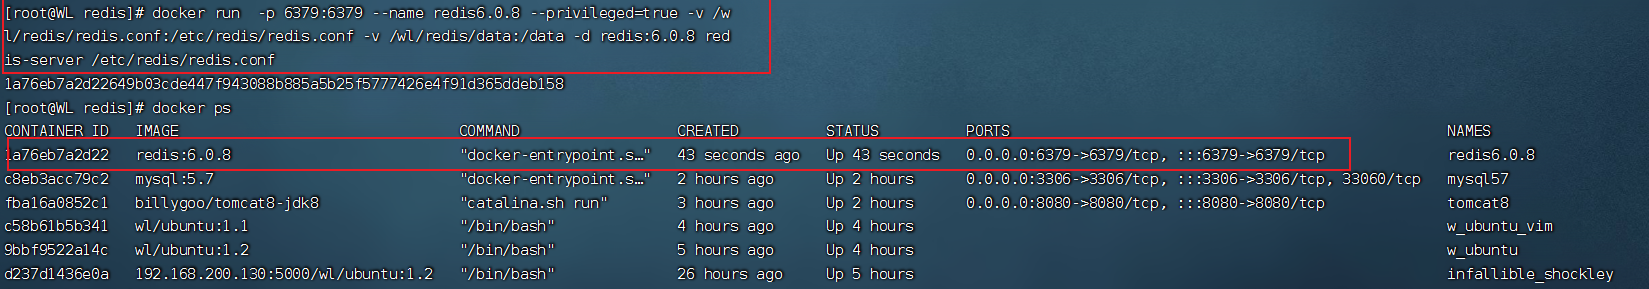 [root@WL redis]# docker run  -p 6379:6379 --name redis6.0.8 --privileged=true -v /w
l/redis/redis.conf:/etc/redis/redis.conf -v /wl/redis/data:/data -d redis:6.0.8 red
is-server /etc/redis/redis.conf
1a76eb7a2d22649b03cde447f943088b885a5b25f5777426e4f91d365ddeb158
[root@WL redis]# docker ps
CONTAINER ID   IMAGE                             COMMAND                  CREATED          STATUS          PORTS                                                  NAMES
1a76eb7a2d22   redis:6.0.8                       "docker-entrypoint.s…"   43 seconds ago   Up 43 seconds   0.0.0.0:6379->6379/tcp, :::6379->6379/tcp              redis6.0.8
c8eb3acc79c2   mysql:5.7                         "docker-entrypoint.s…"   2 hours ago      Up 2 hours      0.0.0.0:3306->3306/tcp, :::3306->3306/tcp, 33060/tcp   mysql57
fba16a0852c1   billygoo/tomcat8-jdk8             "catalina.sh run"        3 hours ago      Up 2 hours      0.0.0.0:8080->8080/tcp, :::8080->8080/tcp              tomcat8
c58b61b5b341   wl/ubuntu:1.1                     "/bin/bash"              4 hours ago      Up 4 hours                                                             w_ubuntu_vim
9bbf9522a14c   wl/ubuntu:1.2                     "/bin/bash"              5 hours ago      Up 4 hours                                                             w_ubuntu
d237d1436e0a   192.168.200.130:5000/wl/ubuntu:1.2   "/bin/bash"              26 hours ago     Up 5 hours                                                             infallible_shockley